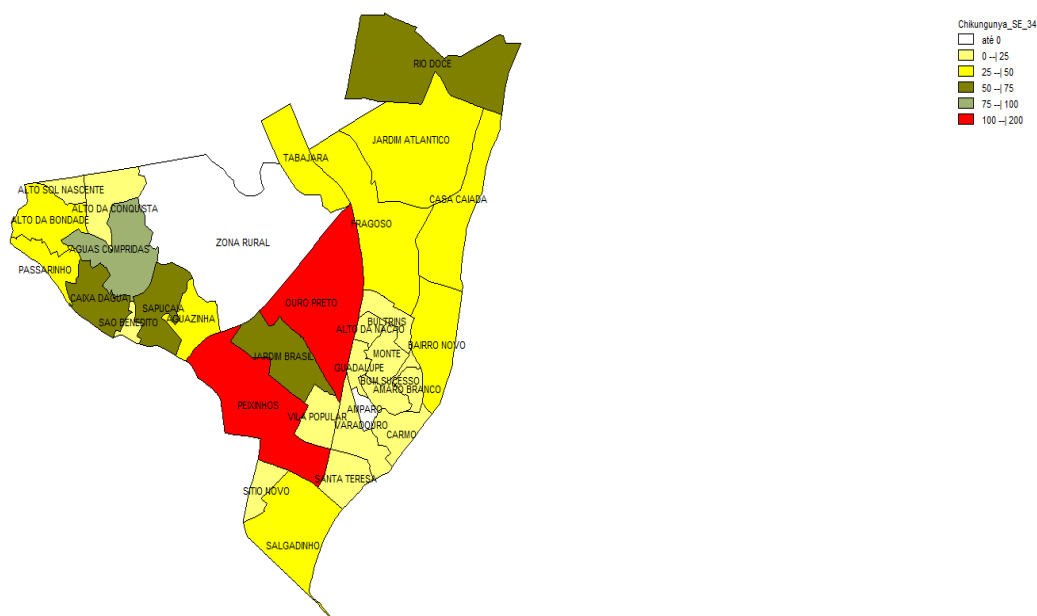 Chikungunya_SE_34
até 0
0 --| 25
25 --| 50
50 --| 75
75 --| 100
100 --| 200
RIO DOCE
JARDIM ATLANTICO
TABAJARA
ALTO SOL NASCENTE
CASA CAIADA
ALTO DA CONQUISTA
ALTO DA BONDADE
FRAGOSO
ZONA RURAL
AGUAS COMPRIDAS
PASSARINHO
CAIXA DAGUA
OURO PRETO
SAPUCAIA
AGUAZINHA
SAO BENEDITO
BULTRINS
ALTO DA NACAO
BAIRRO NOVO
JARDIM BRASIL
MONTE
GUADALUPE
BOM SUCESSO
AMARO BRANCO
PEIXINHOS
AMPARO
VILA POPULAR
VARADOURO
CARMO
SANTA TERESA
SITIO NOVO
SALGADINHO